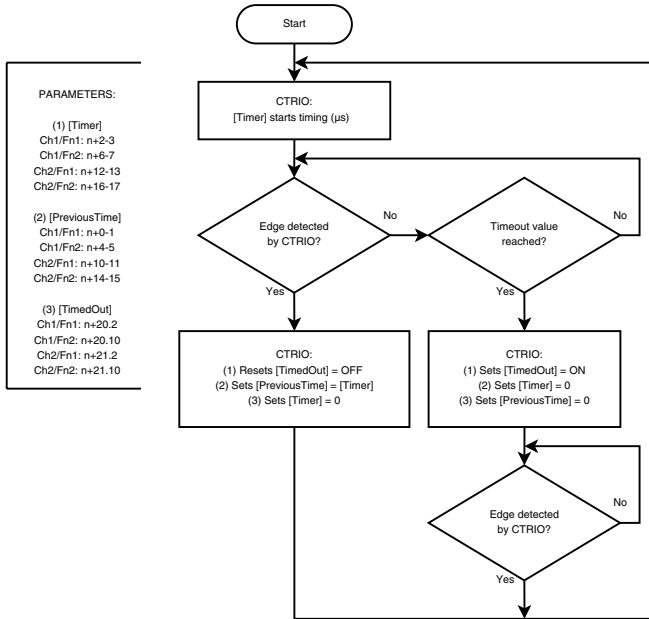 Start
PARAMETERS:
(1) [Timer]
Ch1/Fn1: n+2-3
Ch1/Fn2: n+6-7
Ch2/Fn1: n+12-13
Ch2/Fn2: n+16-17
(2) [PreviousTime]
Ch1/Fn1: n+0-1
Ch1/Fn2: n+4-5
Ch2/Fn1: n+10-11
Ch2/Fn2: n+14-15
(3) [TimedOut]
Ch1/Fn1: n+20.2
Ch1/Fn2: n+20.10
Ch2/Fn1: n+21.2
Ch2/Fn2: n+21.10
CTRIO:
[Timer] starts timing (µs)
Edge detected
by CTRIO?
No
Timeout value
reached?
No
Yes
Yes
CTRIO:
(1) Resets [TimedOut] = OFF
(2) Sets [PreviousTime] = [Timer]
(3) Sets [Timer] = 0
CTRIO:
(1) Sets [TimedOut] = ON
(2) Sets [Timer] = 0
(3) Sets [PreviousTime] = 0
Edge detected
by CTRIO?
No
Yes